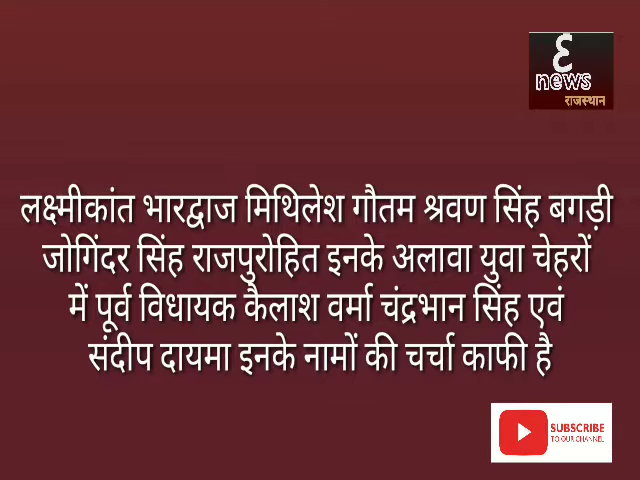 ६
news
राजस्थान
लक्ष्मीकांत भारद्वाज मिथिलेश गौतम श्रवण सिंह बगड़ी
जोगिंदर सिंह राजपुरोहित इनके अलावा युवा चेहरों
में पूर्व विधायक कैलाश वर्मा चंद्रभान सिंह एवं
संदीप दायमा इनके नामों की चर्चा काफी है
SUBSCRIBE
TO OUR CHANNEL